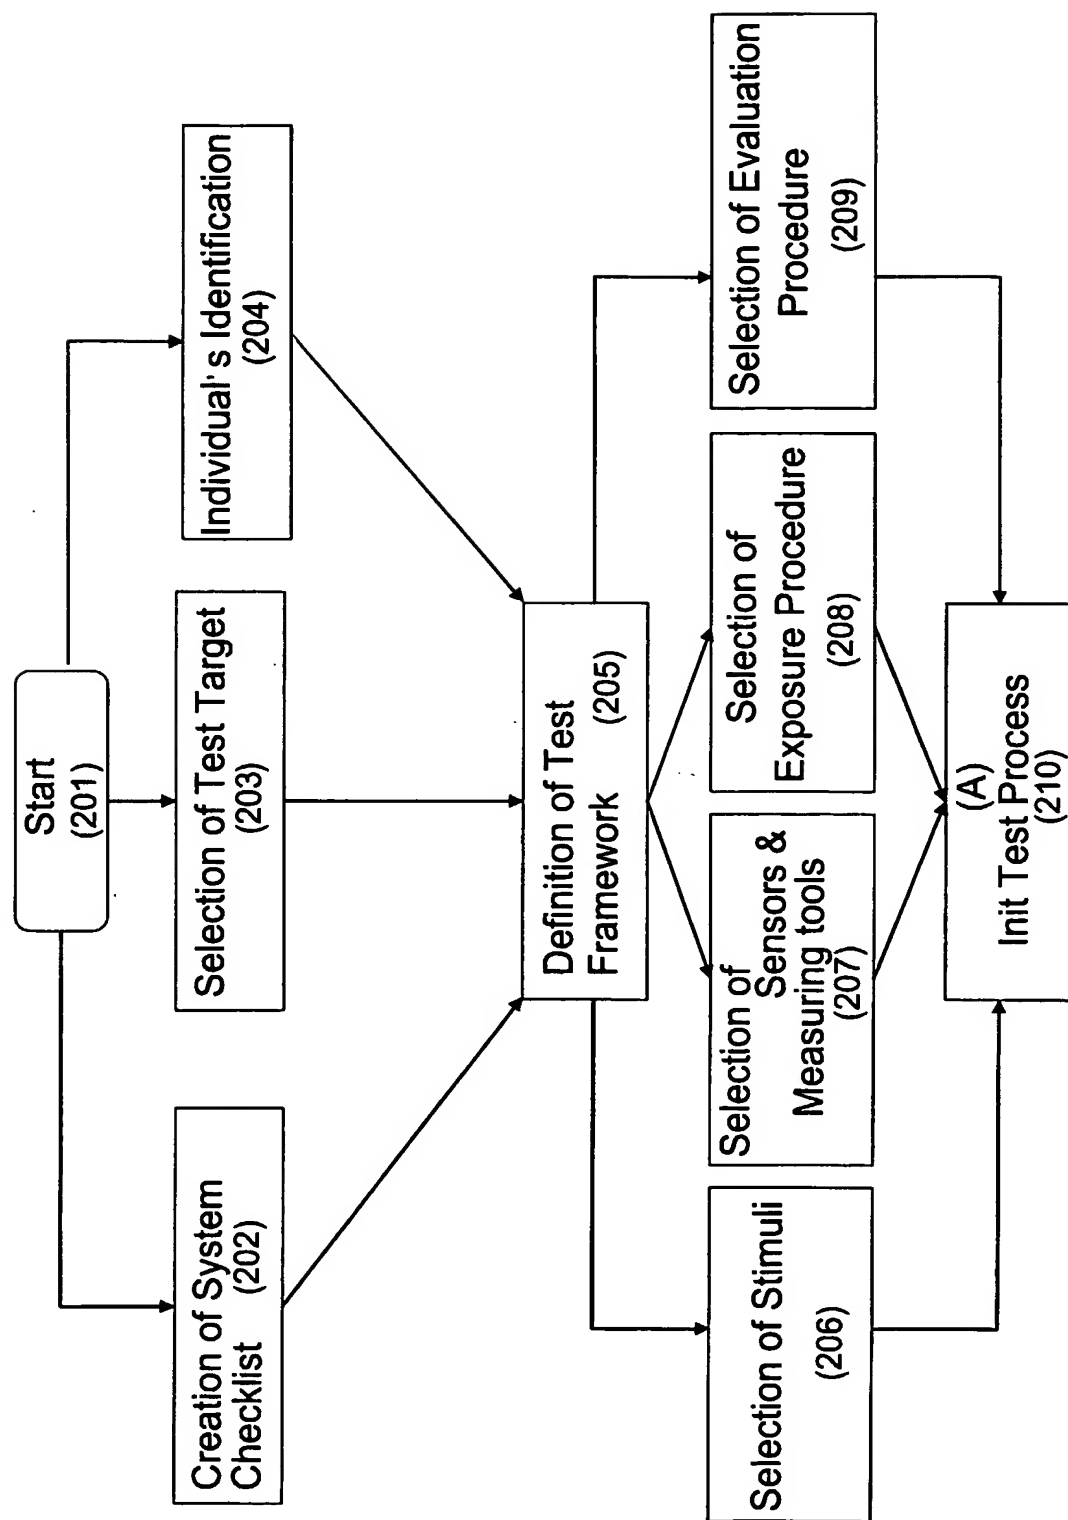 Start
(201)
Creation of System
Checklist (202)
Selection of Test Target
(203)
Individual's Identification
(204)
Definition of Test
Framework (205)
Selection of Stimuli
(206)
Selection of
Sensors &
Measuring tools
(207)
Selection of
Exposure Procedure
(208)
Selection of Evaluation
Procedure
(209)
(A)
Init Test Process
(210)